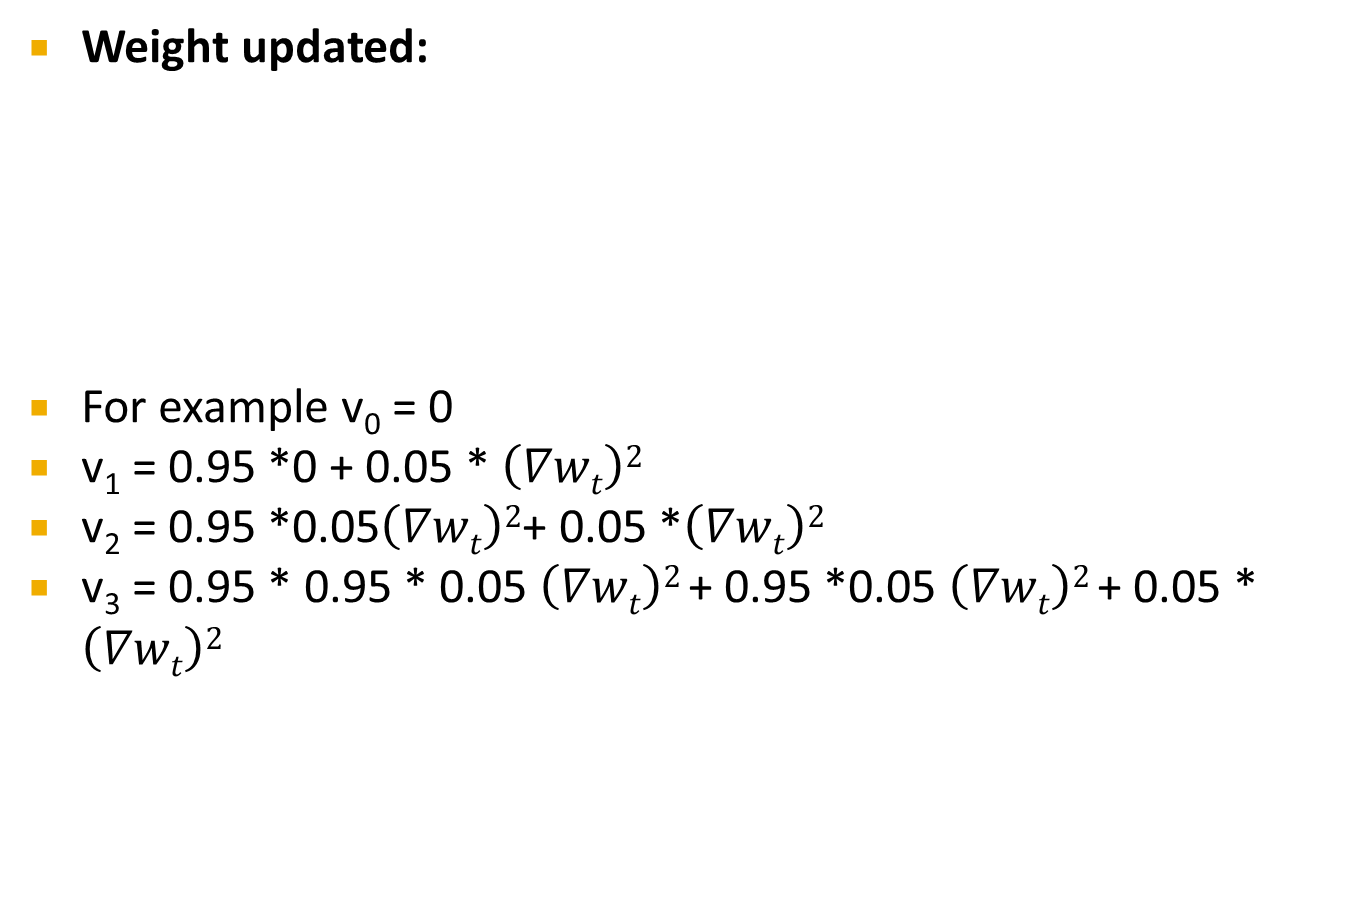 ▪ Weight updated:
▪ For example v₀ = 0
▪ v₁ = 0.95 *0 + 0.05 * (∇wₜ)²
▪ v₂ = 0.95 *0.05(∇wₜ)²+ 0.05 *(∇wₜ)²
▪ v₃ = 0.95 * 0.95 * 0.05 (∇wₜ)² + 0.95 *0.05 (∇wₜ)² + 0.05 *
(∇wₜ)²